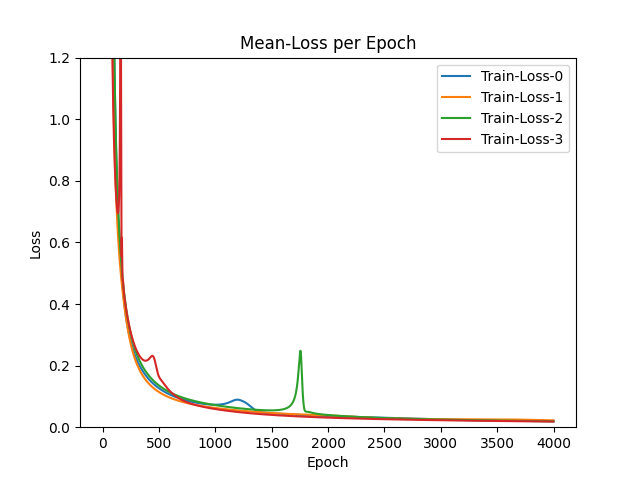 Mean-Loss per Epoch
Loss
1.2
1.0
0.8
0.6
0.4
0.2
0.0
Train-Loss-0
Train-Loss-1
Train-Loss-2
Train-Loss-3
0 500 1000 1500 2000 2500 3000 3500 4000
Epoch